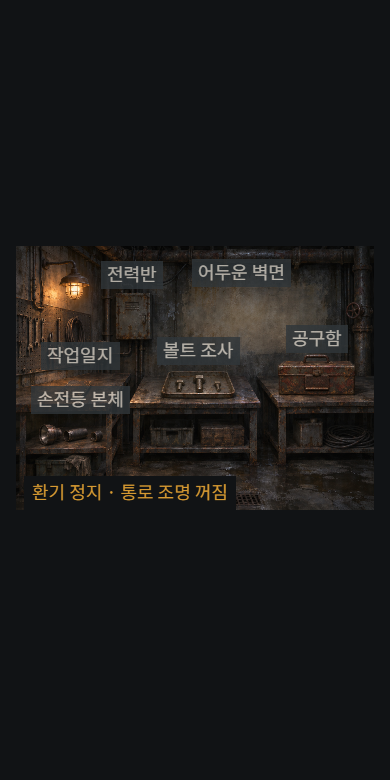 전력반
어두운 벽면
작업일지
볼트 조사
공구함
손전등 본체
환기 정지 · 통로 조명 꺼짐